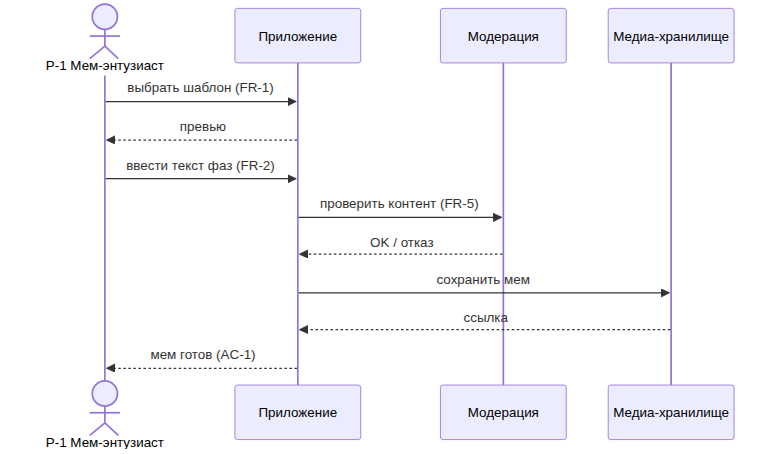 Приложение
Модерация
Медиа-хранилище
P-1 Мем-энтузиаст
выбрать шаблон (FR-1)
превью
ввести текст фаз (FR-2)
проверить контент (FR-5)
OK / отказ
сохранить мем
ссылка
мем готов (AC-1)
Приложение
Модерация
Медиа-хранилище
P-1 Мем-энтузиаст